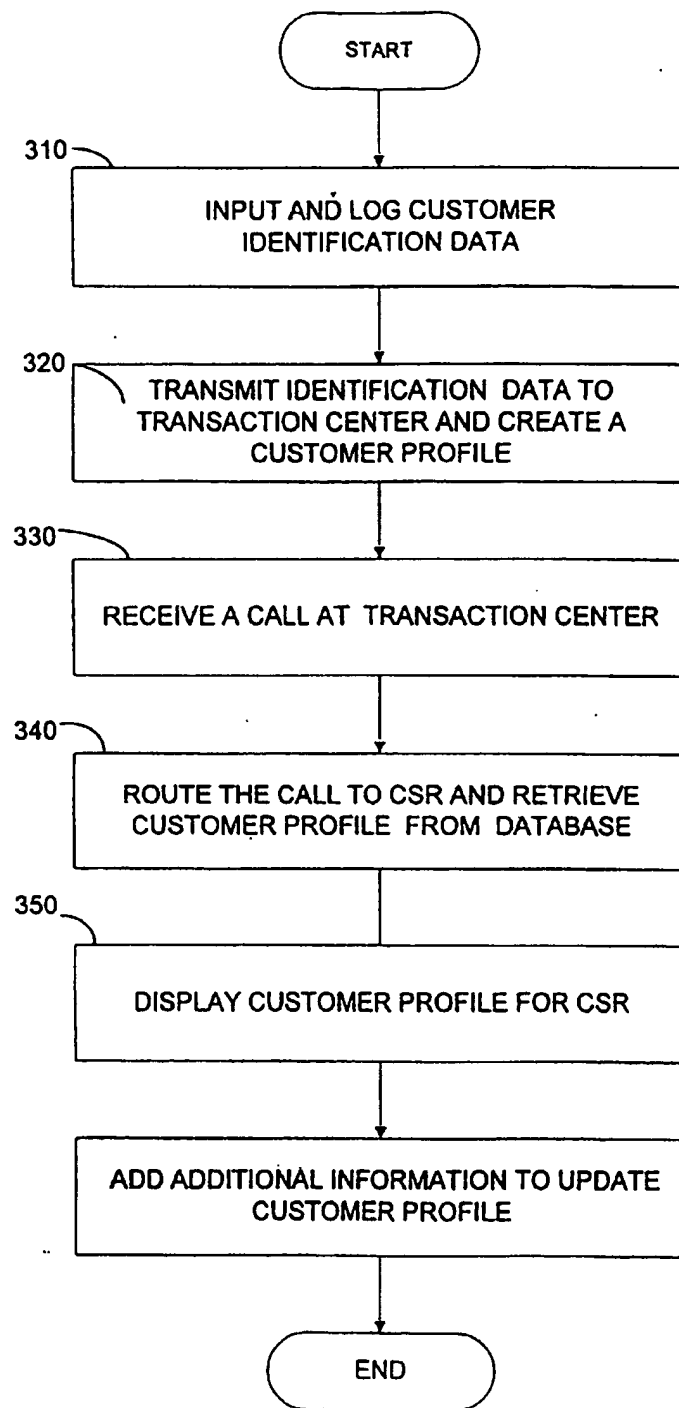 START
310
INPUT AND LOG CUSTOMER
IDENTIFICATION DATA
320
TRANSMIT IDENTIFICATION DATA TO
TRANSACTION CENTER AND CREATE A
CUSTOMER PROFILE
330
RECEIVE A CALL AT TRANSACTION CENTER
340
ROUTE THE CALL TO CSR AND RETRIEVE
CUSTOMER PROFILE FROM DATABASE
350
DISPLAY CUSTOMER PROFILE FOR CSR
ADD ADDITIONAL INFORMATION TO UPDATE
CUSTOMER PROFILE
END